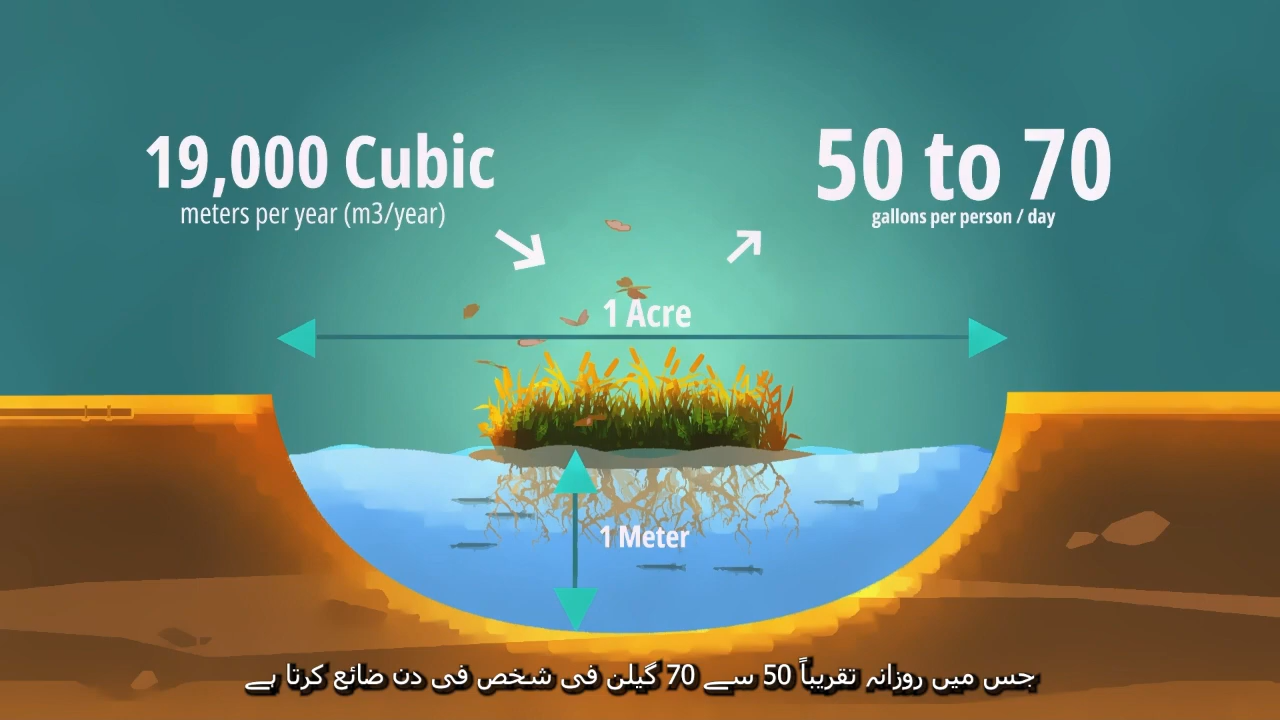 19,000 Cubic
meters per year (m3/year)
50 to 70
gallons per person / day
1 Acre
1 Meter
جس میں روزانہ تقریباً 50 سے 70 گیلن فی شخص فی دن ضائع کرتا ہے